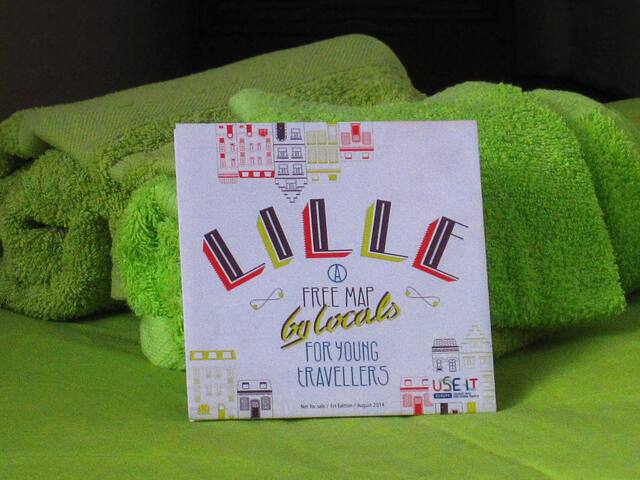 LILLE
A
FREE MAP
by locals
FOR YOUNG
tRAVELLERS
USE-IT
EUROPE
Not for sale / 1st Edition / August 2014